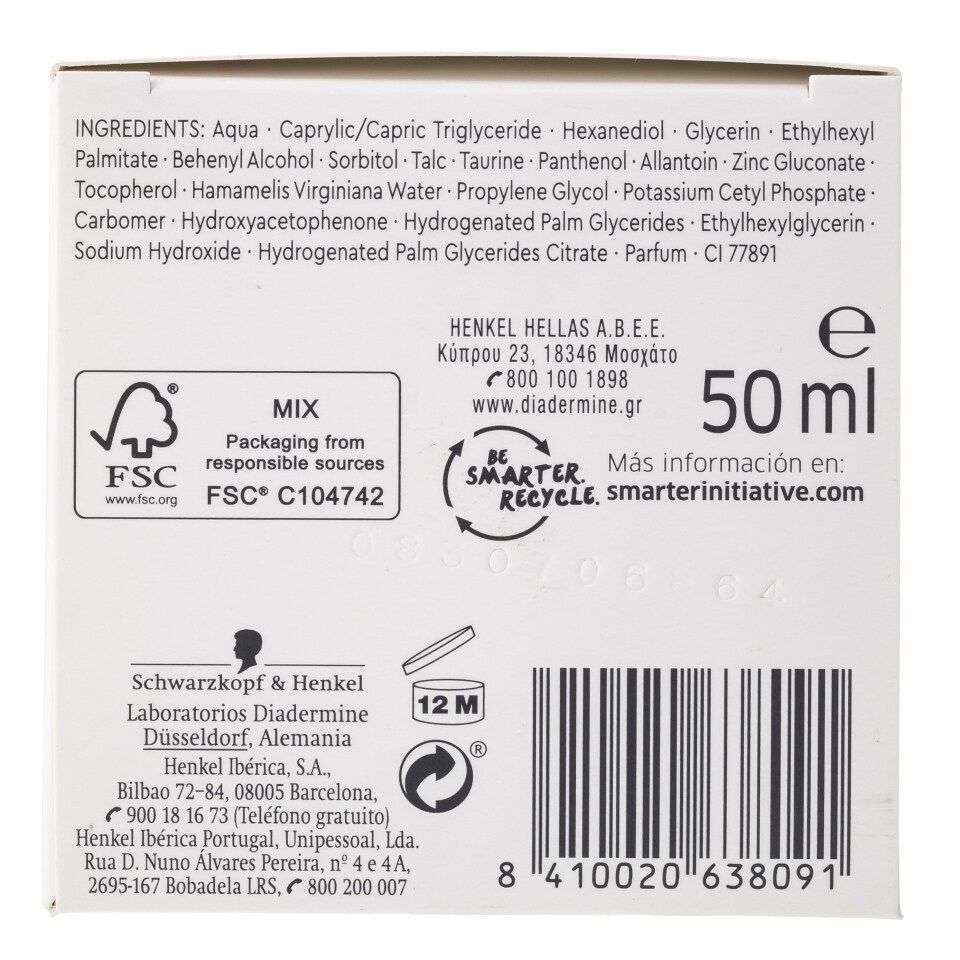 INGREDIENTS: Aqua · Caprylic/Capric Triglyceride · Hexanediol · Glycerin · Ethylhexyl
Palmitate · Behenyl Alcohol · Sorbitol · Talc · Taurine · Panthenol · Allantoin · Zinc Gluconate ·
Tocopherol · Hamamelis Virginiana Water · Propylene Glycol · Potassium Cetyl Phosphate ·
Carbomer · Hydroxyacetophenone · Hydrogenated Palm Glycerides · Ethylhexylglycerin ·
Sodium Hydroxide · Hydrogenated Palm Glycerides Citrate · Parfum · CI 77891
HENKEL HELLAS A.B.E.E.
Κύπρου 23, 18346 Μοσχάτο
800 100 1898
www.diadermine.gr
℮
50 ml
FSC
®
www.fsc.org
MIX
Packaging from
responsible sources
FSC® C104742
BE
SMARTER.
RECYCLE.
Más información en:
smarterinitiative.com
Schwarzkopf & Henkel
Laboratorios Diadermine
Düsseldorf, Alemania
Henkel Ibérica, S.A.,
Bilbao 72-84, 08005 Barcelona,
900 18 16 73 (Teléfono gratuito)
Henkel Ibérica Portugal, Unipessoal, Lda.
Rua D. Nuno Álvares Pereira, nº 4 e 4A,
2695-167 Bobadela LRS, 800 200 007
12 M
®
8 410020 638091